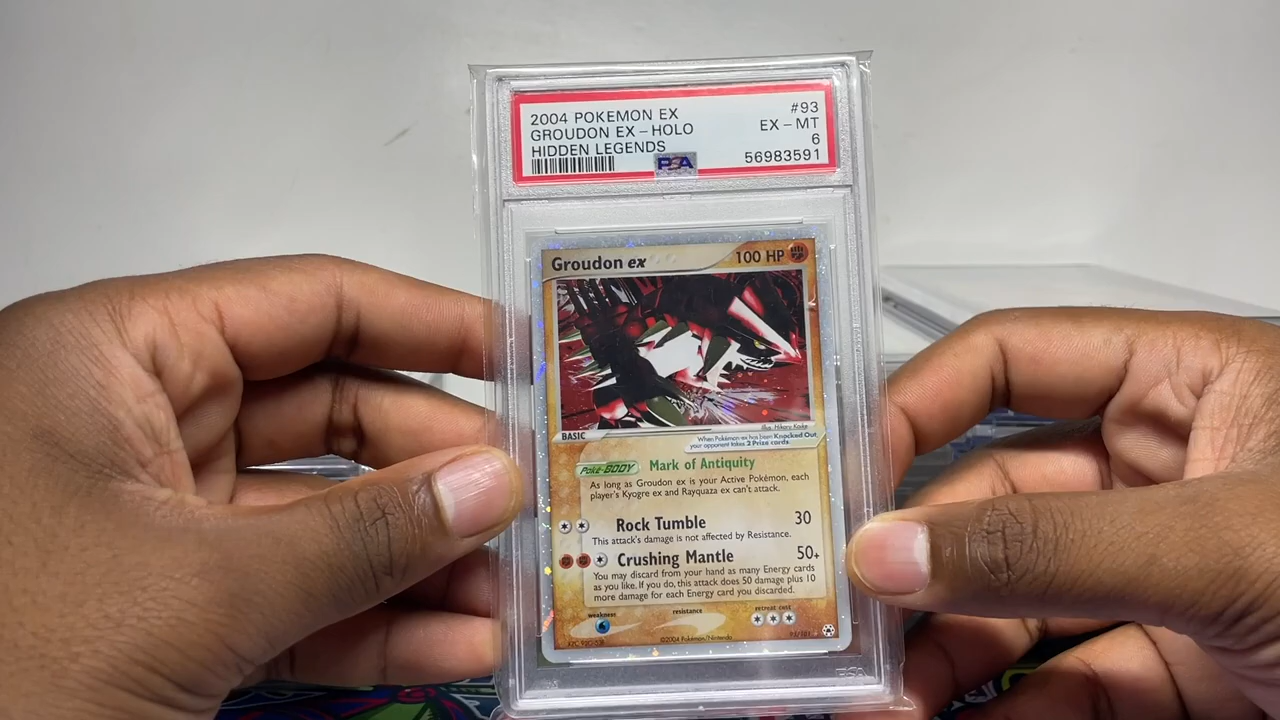 2004 POKEMON EX #93
GROUDON EX - HOLO EX - MT
HIDDEN LEGENDS 6
PSA 56983591
Groudon ex 100 HP
Illus. Hikaru Koike
BASIC
When Pokémon-ex has been Knocked Out,
your opponent takes 2 Prize cards
Poké-BODY Mark of Antiquity
As long as Groudon ex is your Active Pokémon, each
player's Kyogre ex and Rayquaza ex can't attack.
Rock Tumble 30
This attack's damage is not affected by Resistance.
Crushing Mantle 50+
You may discard from your hand as many Energy cards
as you like. If you do, this attack does 50 damage plus 10
more damage for each Energy card you discarded.
weakness resistance retreat cost
©2004 Pokémon/Nintendo 93/101
PSA